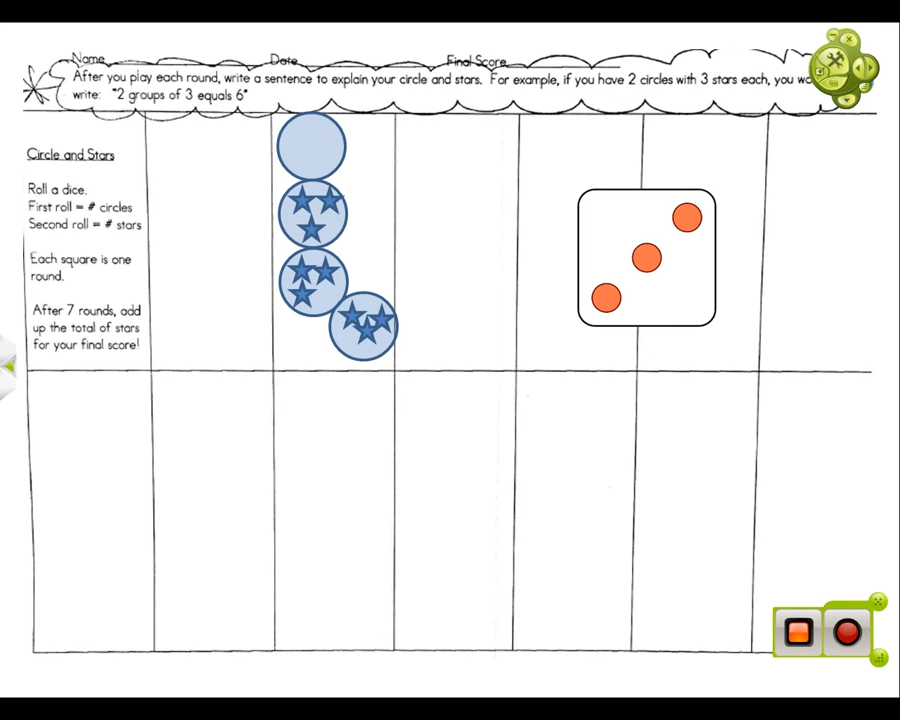 Name Date Final Score
After you play each round, write a sentence to explain your circle and stars. For example, if you have 2 circles with 3 stars each, you
write: "2 groups of 3 equals 6"
Circle and Stars
Roll a dice.
First roll = # circles
Second roll = # stars
Each square is one
round.
After 7 rounds, add
up the total of stars
for your final score!